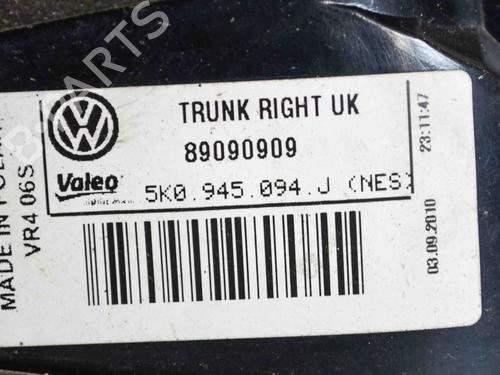 TRUNK RIGHT UK
89090909
Valeo
5K0.945.094.J (NES)
23:11:47
03.09.2010
VR4 06S
MADE IN
B-PARTS